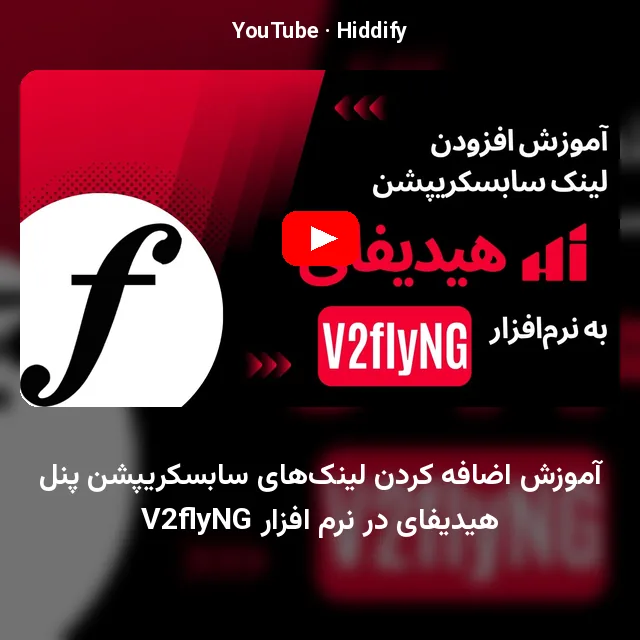 YouTube · Hiddify
آموزش افزودن
لینک سابسکریپشن
هیدیفای
به نرم‌افزار
V2flyNG
f
آموزش اضافه کردن لینک‌های سابسکریپشن پنل
هیدیفای در نرم افزار V2flyNG